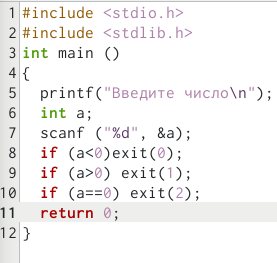 1 #include <stdio.h>
2 #include <stdlib.h>
3 int main ()
4 {
5   printf("Введите число\n");
6   int a;
7   scanf ("%d", &a);
8   if (a<0)exit(0);
9   if (a>0) exit(1);
10   if (a==0) exit(2);
11   return 0;
12 }